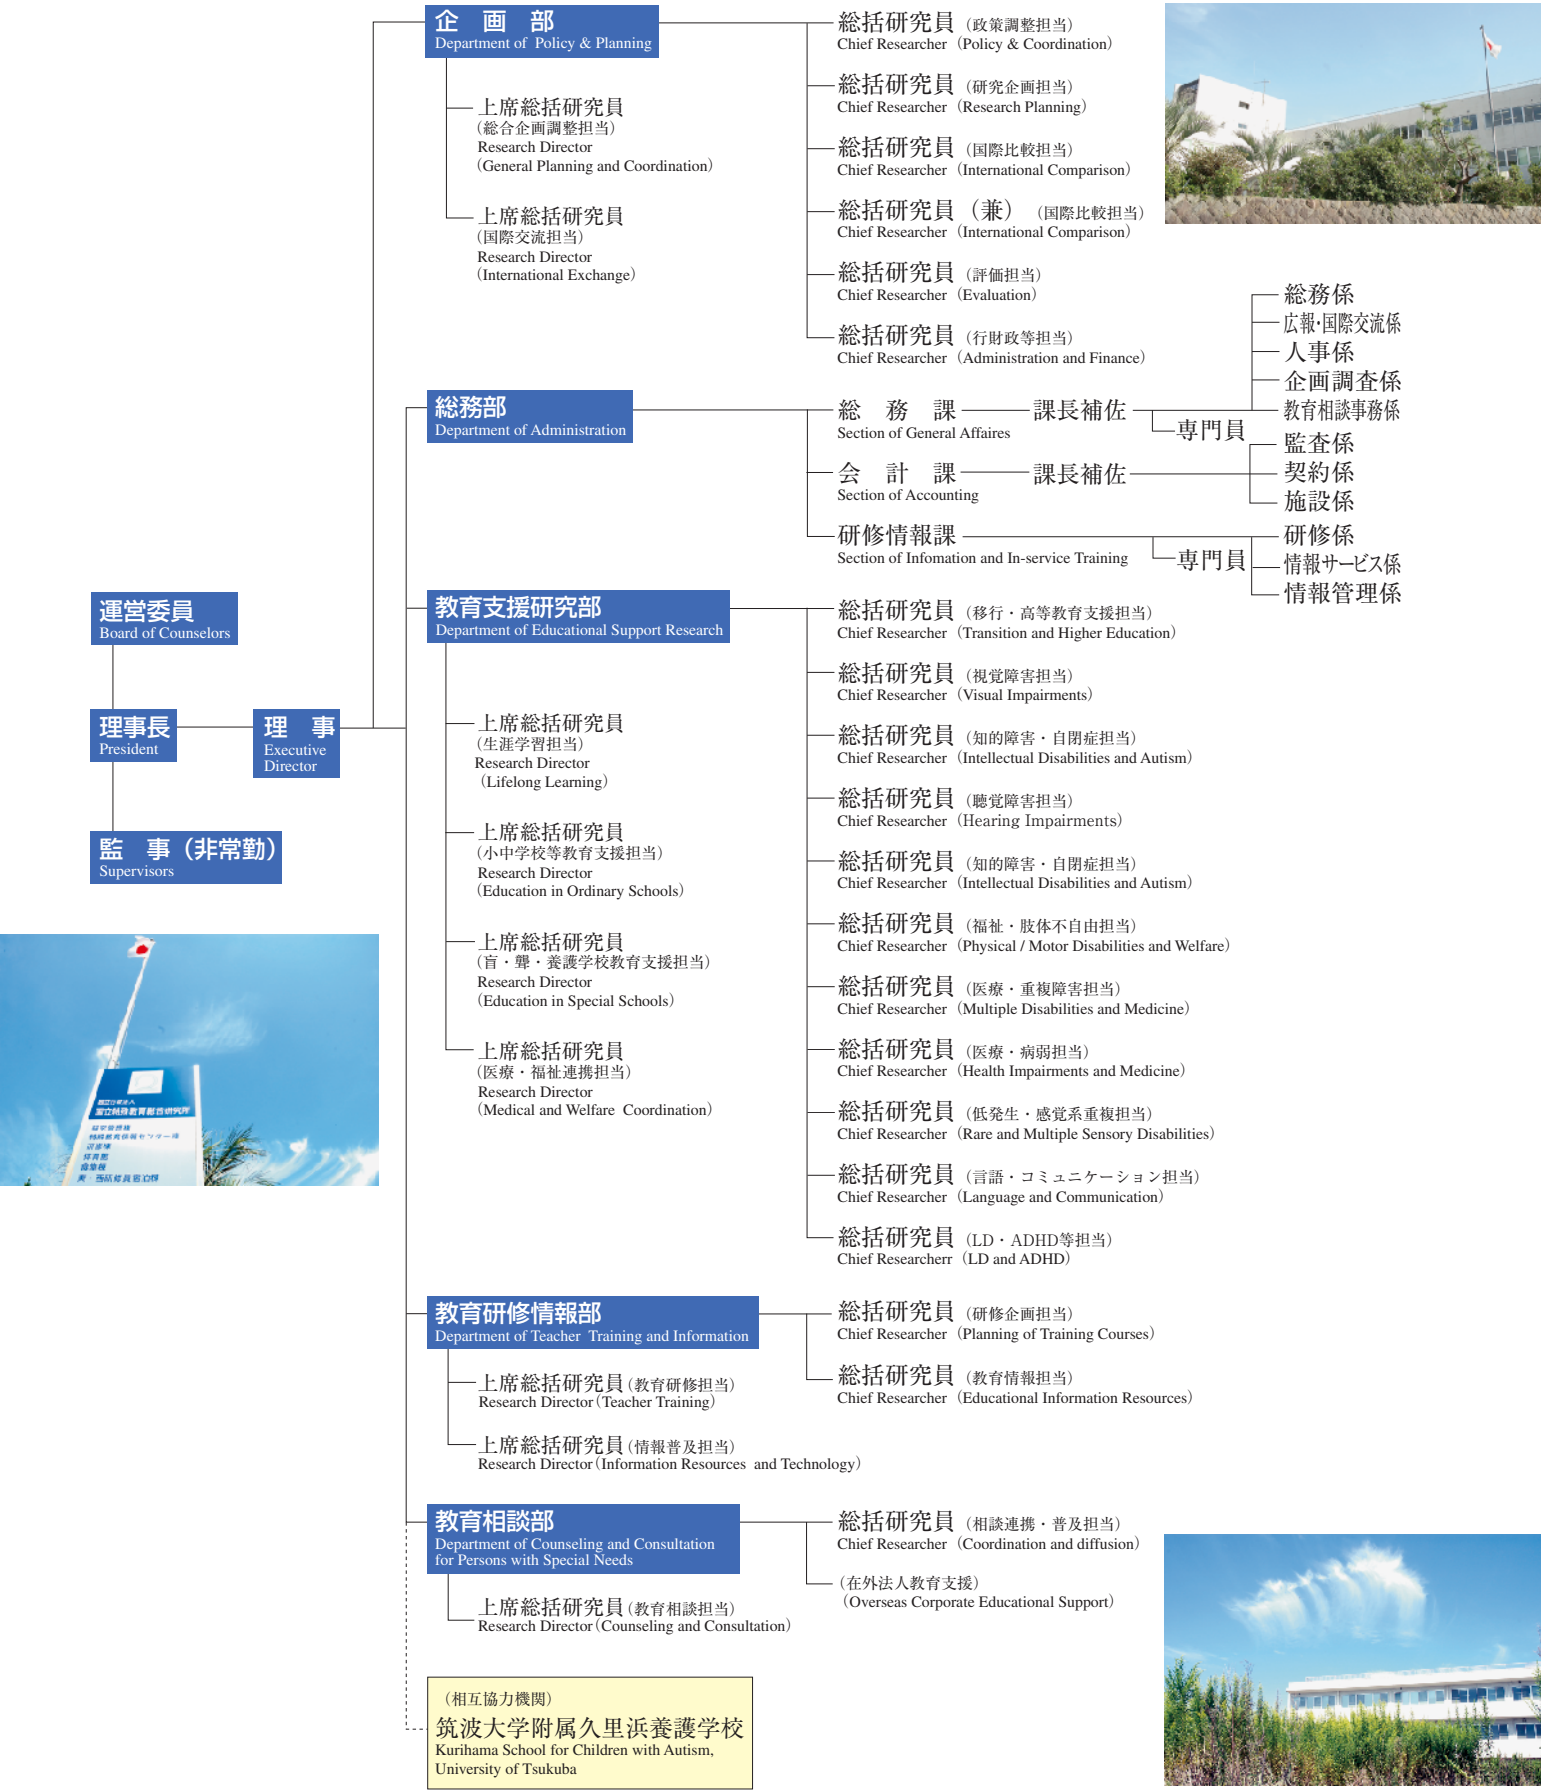 企 画 部
Department of Policy & Planning
上席総括研究員
（総合企画調整担当）
Research Director
（General Planning and Coordination）
上席総括研究員
（国際交流担当）
Research Director
（International Exchange）
総括研究員（政策調整担当）
Chief Researcher（Policy & Coordination）
総括研究員（研究企画担当）
Chief Researcher（Research Planning）
総括研究員（国際比較担当）
Chief Researcher（International Comparison）
総括研究員（兼）（国際比較担当）
Chief Researcher（International Comparison）
総括研究員（評価担当）
Chief Researcher（Evaluation）
総括研究員（行財政等担当）
Chief Researcher（Administration and Finance）
総務部
Department of Administration
総 務 課
Section of General Affaires
課長補佐
専門員
総務係
広報・国際交流係
人事係
企画調査係
教育相談事務係
会 計 課
Section of Accounting
課長補佐
監査係
契約係
施設係
研修情報課
Section of Infomation and In-service Training
専門員
研修係
情報サービス係
情報管理係
運営委員
Board of Counselors
理事長
President
理 事
Executive
Director
監 事（非常勤）
Supervisors
教育支援研究部
Department of Educational Support Research
上席総括研究員
（生涯学習担当）
Research Director
（Lifelong Learning）
上席総括研究員
（小中学校等教育支援担当）
Research Director
（Education in Ordinary Schools）
上席総括研究員
（盲・聾・養護学校教育支援担当）
Research Director
（Education in Special Schools）
上席総括研究員
（医療・福祉連携担当）
Research Director
（Medical and Welfare Coordination）
総括研究員（移行・高等教育支援担当）
Chief Researcher（Transition and Higher Education）
総括研究員（視覚障害担当）
Chief Researcher（Visual Impairments）
総括研究員（知的障害・自閉症担当）
Chief Researcher（Intellectual Disabilities and Autism）
総括研究員（聴覚障害担当）
Chief Researcher（Hearing Impairments）
総括研究員（知的障害・自閉症担当）
Chief Researcher（Intellectual Disabilities and Autism）
総括研究員（福祉・肢体不自由担当）
Chief Researcher（Physical / Motor Disabilities and Welfare）
総括研究員（医療・重複障害担当）
Chief Researcher（Multiple Disabilities and Medicine）
総括研究員（医療・病弱担当）
Chief Researcher（Health Impairments and Medicine）
総括研究員（低発生・感覚系重複担当）
Chief Researcher（Rare and Multiple Sensory Disabilities）
総括研究員（言語・コミュニケーション担当）
Chief Researcher（Language and Communication）
総括研究員（LD・ADHD等担当）
Chief Researcherr（LD and ADHD）
国立特殊教育総合研究所
教育研修情報部
Department of Teacher Training and Information
上席総括研究員（教育研修担当）
Research Director（Teacher Training）
上席総括研究員（情報普及担当）
Research Director（Information Resources and Technology）
総括研究員（研修企画担当）
Chief Researcher（Planning of Training Courses）
総括研究員（教育情報担当）
Chief Researcher（Educational Information Resources）
教育相談部
Department of Counseling and Consultation
for Persons with Special Needs
上席総括研究員（教育相談担当）
Research Director（Counseling and Consultation）
総括研究員（相談連携・普及担当）
Chief Researcher（Coordination and diffusion）
（在外法人教育支援）
（Overseas Corporate Educational Support）
（相互協力機関）
筑波大学附属久里浜養護学校
Kurihama School for Children with Autism,
University of Tsukuba